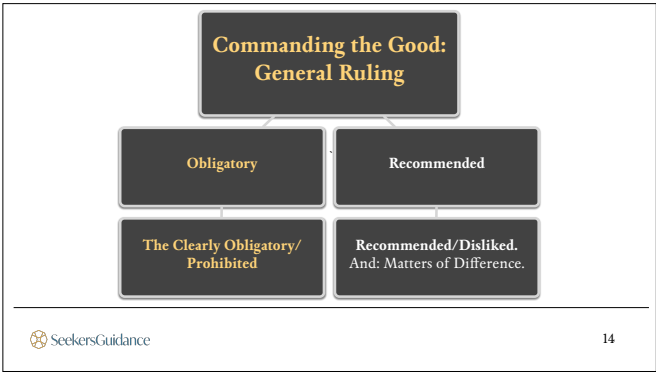 Commanding the Good:
General Ruling
Obligatory
Recommended
The Clearly Obligatory/
Prohibited
Recommended/Disliked.
And: Matters of Difference.
SeekersGuidance
14